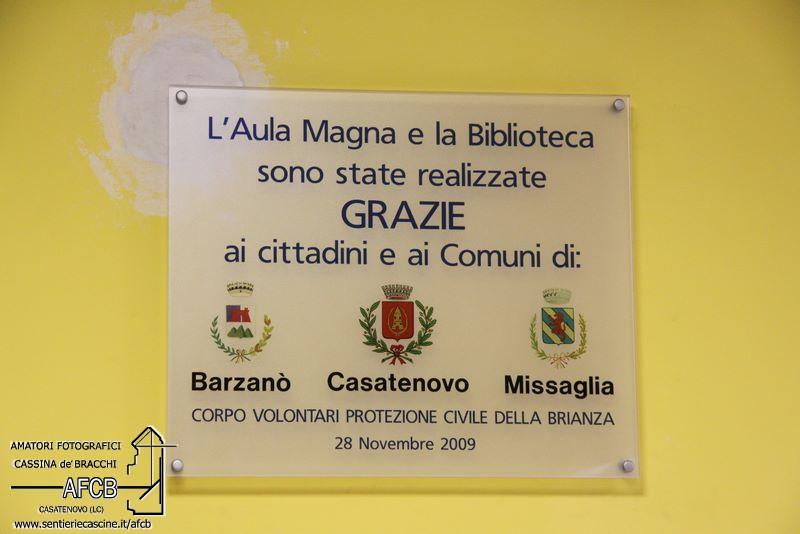 L'Aula Magna e la Biblioteca
sono state realizzate
GRAZIE
ai cittadini e ai Comuni di:
Barzanò Casatenovo Missaglia
CORPO VOLONTARI PROTEZIONE CIVILE DELLA BRIANZA
28 Novembre 2009
AMATORI FOTOGRAFICI
CASSINA de' BRACCHI
AFCB
CASATENOVO (LC)
www.sentieriecascine.it/afcb